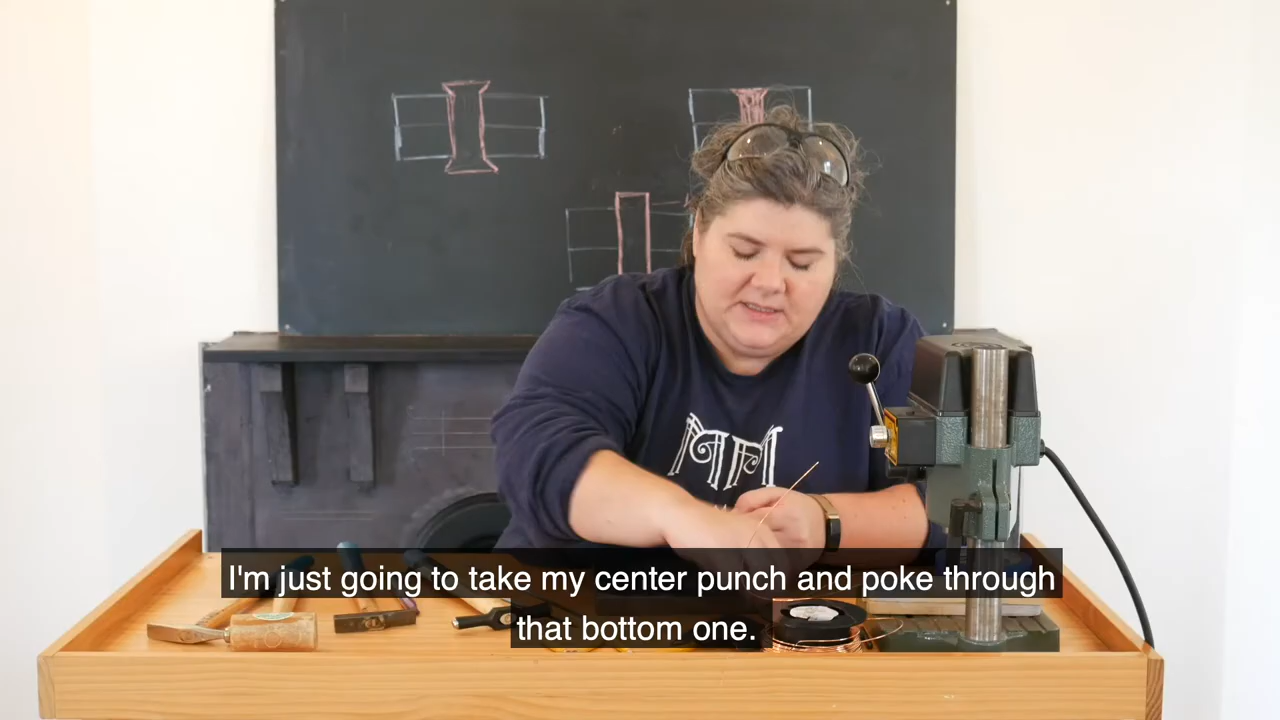 I'm just going to take my center punch and poke through
that bottom one.